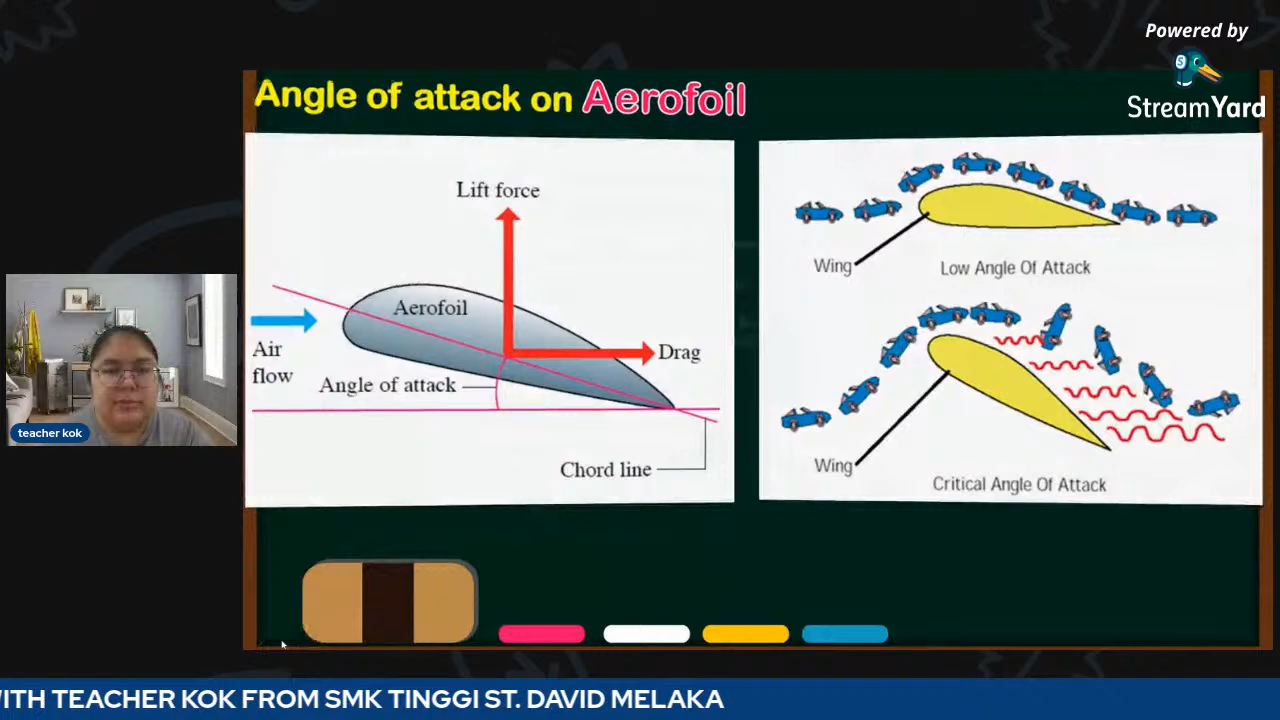 Powered by
StreamYard
Angle of attack on Aerofoil
Lift force
Aerofoil
Air
flow
Drag
Angle of attack
Chord line
Wing
Low Angle Of Attack
Wing
Critical Angle Of Attack
teacher kok
WITH TEACHER KOK FROM SMK TINGGI ST. DAVID MELAKA